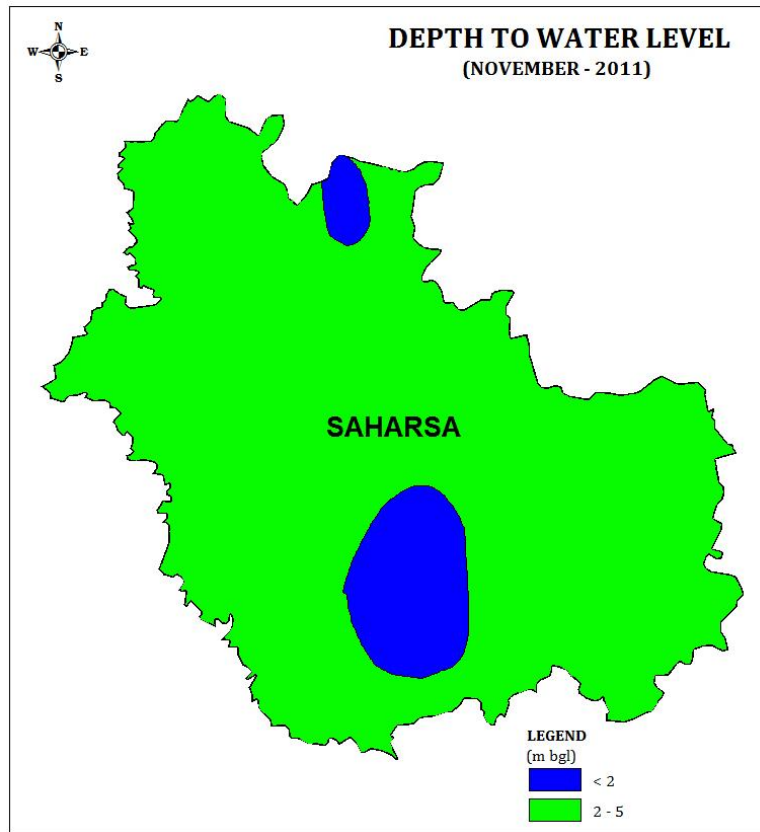 N
W E
S
DEPTH TO WATER LEVEL
(NOVEMBER - 2011)
SAHARSA
LEGEND
(m bgl)
< 2
2 - 5